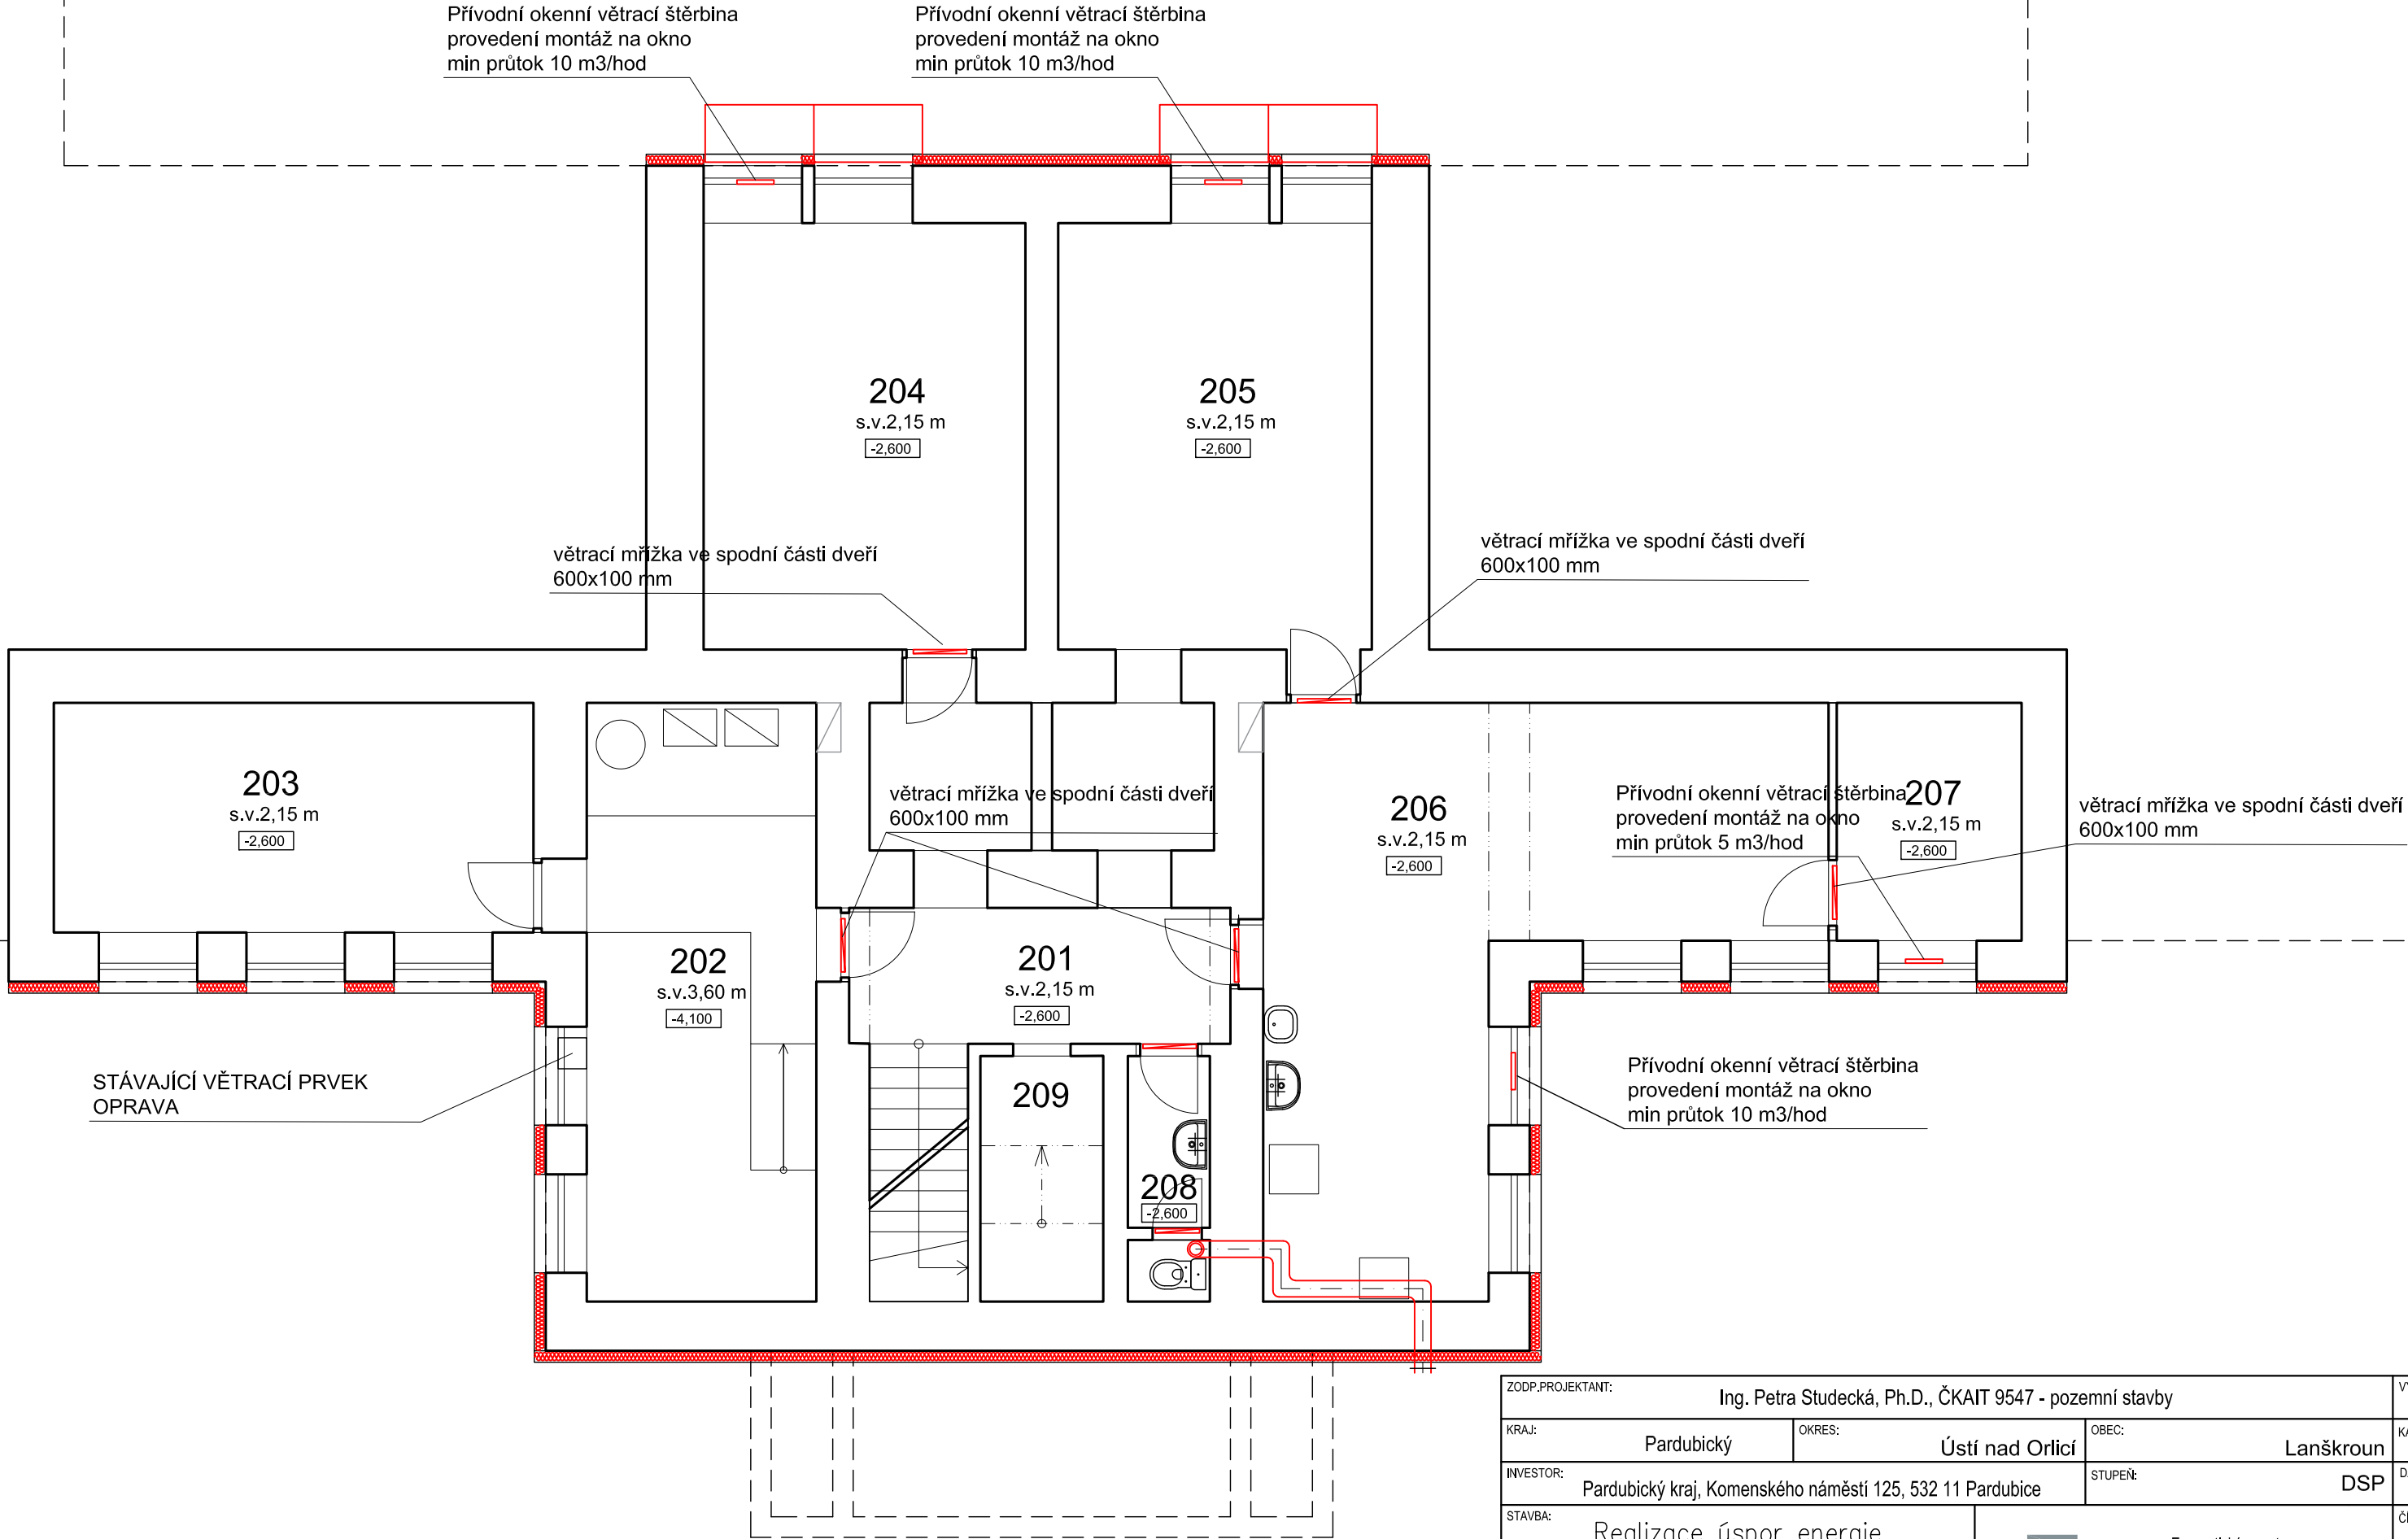 Přívodní okenní větrací štěrbina
provedení montáž na okno
min průtok 10 m3/hod
Přívodní okenní větrací štěrbina
provedení montáž na okno
min průtok 10 m3/hod
204
s.v.2,15 m
-2,600
205
s.v.2,15 m
-2,600
větrací mřížka ve spodní části dveří
600x100 mm
větrací mřížka ve spodní části dveří
600x100 mm
203
s.v.2,15 m
-2,600
větrací mřížka ve spodní části dveří
600x100 mm
206
s.v.2,15 m
-2,600
Přívodní okenní větrací štěrbina
provedení montáž na okno
min průtok 5 m3/hod
207
s.v.2,15 m
-2,600
větrací mřížka ve spodní části dveří
600x100 mm
202
s.v.3,60 m
-4,100
201
s.v.2,15 m
-2,600
STÁVAJÍCÍ VĚTRACÍ PRVEK
OPRAVA
209
208
-2,600
Přívodní okenní větrací štěrbina
provedení montáž na okno
min průtok 10 m3/hod
ZODP.PROJEKTANT:
Ing. Petra Studecká, Ph.D., ČKAIT 9547 - pozemní stavby
KRAJ:
Pardubický
OKRES:
Ústí nad Orlicí
OBEC:
Lanškroun
INVESTOR:
Pardubický kraj, Komenského náměstí 125, 532 11 Pardubice
STUPEŇ:
DSP
STAVBA:
Realizace úspor energie